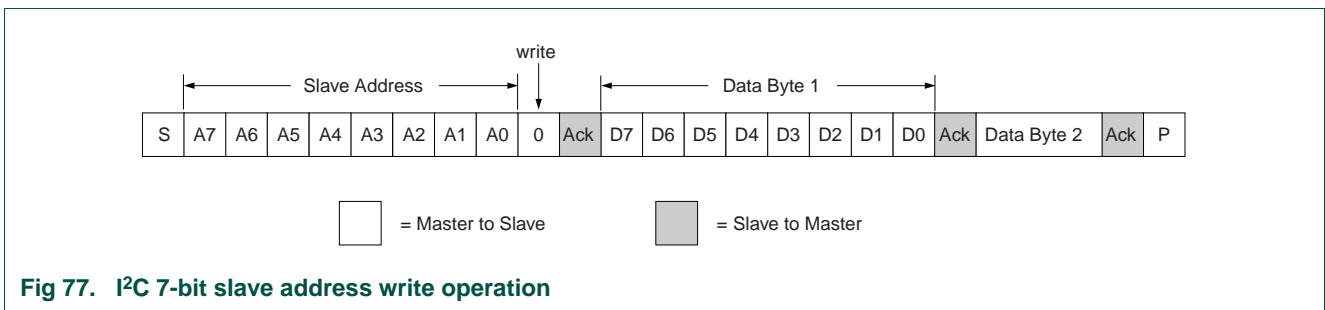 write
Slave Address Data Byte 1
S A7 A6 A5 A4 A3 A2 A1 A0 0 Ack D7 D6 D5 D4 D3 D2 D1 D0 Ack Data Byte 2 Ack P
= Master to Slave = Slave to Master
Fig 77. I²C 7-bit slave address write operation